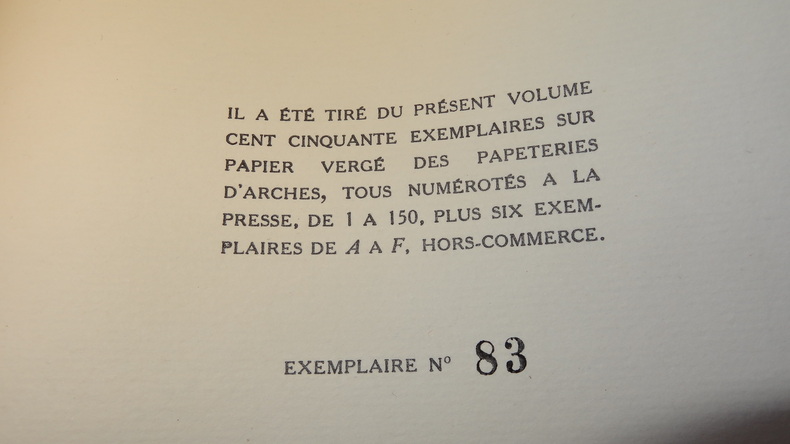 IL A ÉTÉ TIRÉ DU PRÉSENT VOLUME
CENT CINQUANTE EXEMPLAIRES SUR
PAPIER VERGÉ DES PAPETERIES
D'ARCHES, TOUS NUMÉROTÉS A LA
PRESSE, DE 1 A 150, PLUS SIX EXEM-
PLAIRES DE A A F, HORS-COMMERCE.
EXEMPLAIRE Nº 83